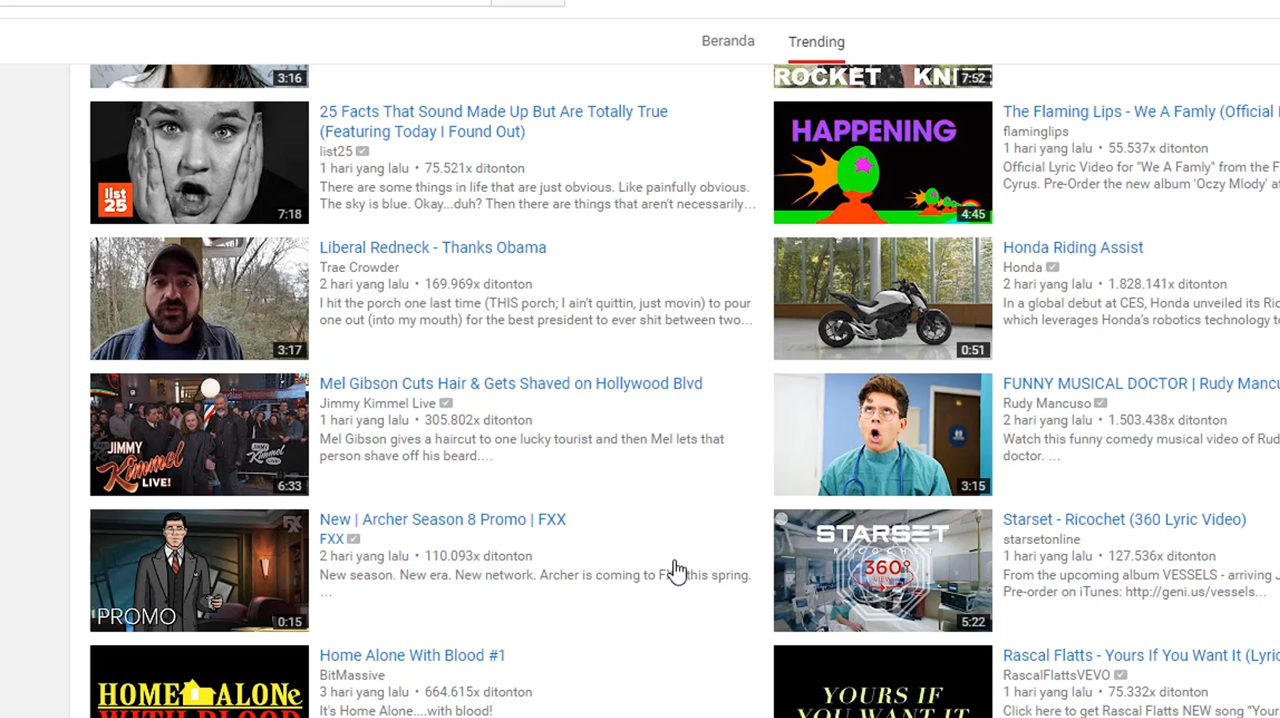 Beranda
Trending
3:16
list
25
7:18
25 Facts That Sound Made Up But Are Totally True
(Featuring Today I Found Out)
list25
1 hari yang lalu • 75.521x ditonton
There are some things in life that are just obvious. Like painfully obvious.
The sky is blue. Okay...duh? Then there are things that aren't necessarily...
3:17
Liberal Redneck - Thanks Obama
Trae Crowder
2 hari yang lalu • 169.969x ditonton
I hit the porch one last time (THIS porch; I ain't quittin, just movin) to pour
one out (into my mouth) for the best president to ever shit between two...
JIMMY
Kimmel
LIVE!
JIMMY
Kimmel
LIVE!
6:33
Mel Gibson Cuts Hair & Gets Shaved on Hollywood Blvd
Jimmy Kimmel Live
1 hari yang lalu • 305.802x ditonton
Mel Gibson gives a haircut to one lucky tourist and then Mel lets that
person shave off his beard....
FXX
PROMO
0:15
New | Archer Season 8 Promo | FXX
FXX
2 hari yang lalu • 110.093x ditonton
New season. New era. New network. Archer is coming to this spring.
...
HOME ALONe
WITH BLOOD
Home Alone With Blood #1
BitMassive
3 hari yang lalu • 664.615x ditonton
It's Home Alone....with blood!
ROCKET
7:52
HAPPENING
4:45
The Flaming Lips - We A Famly (Official
flaminglips
1 hari yang lalu • 55.537x ditonton
Official Lyric Video for "We A Famly" from the F
Cyrus. Pre-Order the new album 'Oczy Mlody' a
0:51
Honda Riding Assist
Honda
2 hari yang lalu • 1.828.141x ditonton
In a global debut at CES, Honda unveiled its Ric
which leverages Honda's robotics technology t
3:15
FUNNY MUSICAL DOCTOR | Rudy Mancu
Rudy Mancuso
2 hari yang lalu • 1.503.438x ditonton
Watch this funny comedy musical video of Rud
doctor. ...
STARSET
RICOCHET
360°
VIEW
5:22
Starset - Ricochet (360 Lyric Video)
starsetonline
1 hari yang lalu • 127.536x ditonton
From the upcoming album VESSELS - arriving J
Pre-order on iTunes: http://geni.us/vessels...
YOURS IF
YOU WANT IT
Rascal Flatts - Yours If You Want It (Lyric
RascalFlattsVEVO
1 hari yang lalu • 75.332x ditonton
Click here to get Rascal Flatts NEW song "Your